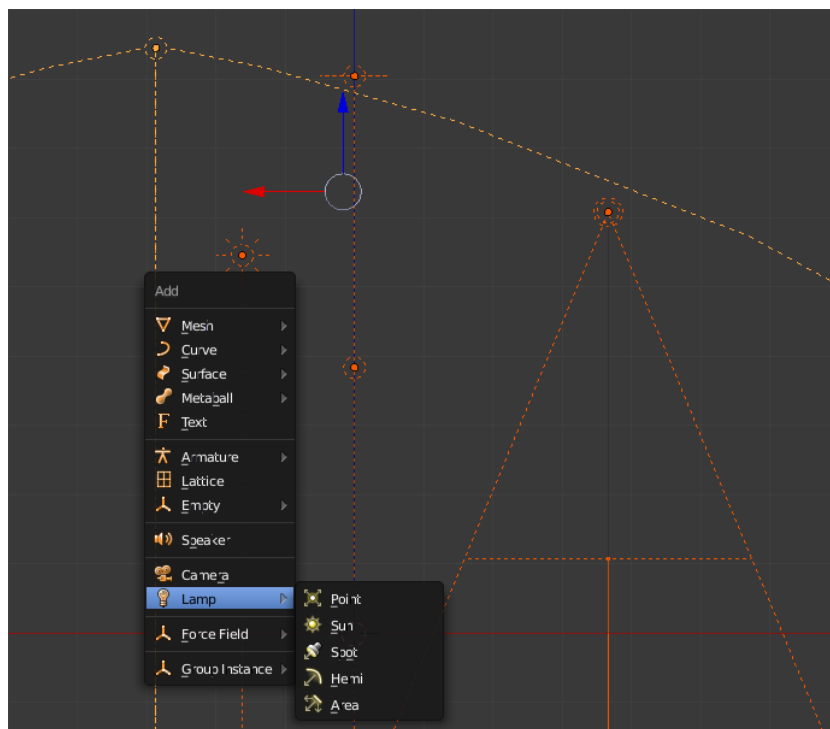 Add
Mesh
Curve
Surface
Metaball
Text
Armature
Lattice
Empty
Speaker
Camera
Lamp
Force Field
Group Instance
Point
Sun
Spot
Hemi
Area